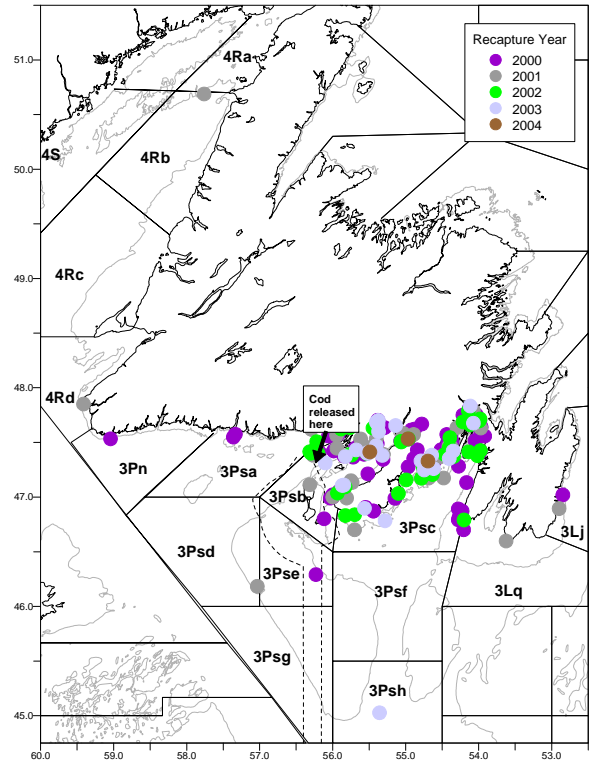 51.0
50.0
49.0
48.0
47.0
46.0
45.0
60.0
59.0
58.0
57.0
56.0
55.0
54.0
53.0
Recapture Year
2000
2001
2002
2003
2004
4Ra
4S
4Rb
4Rc
4Rd
Cod
released
here
3Pn
3Psa
3Psb
3Psc
3Lj
3Psd
3Pse
3Psf
3Lq
3Psg
3Psh